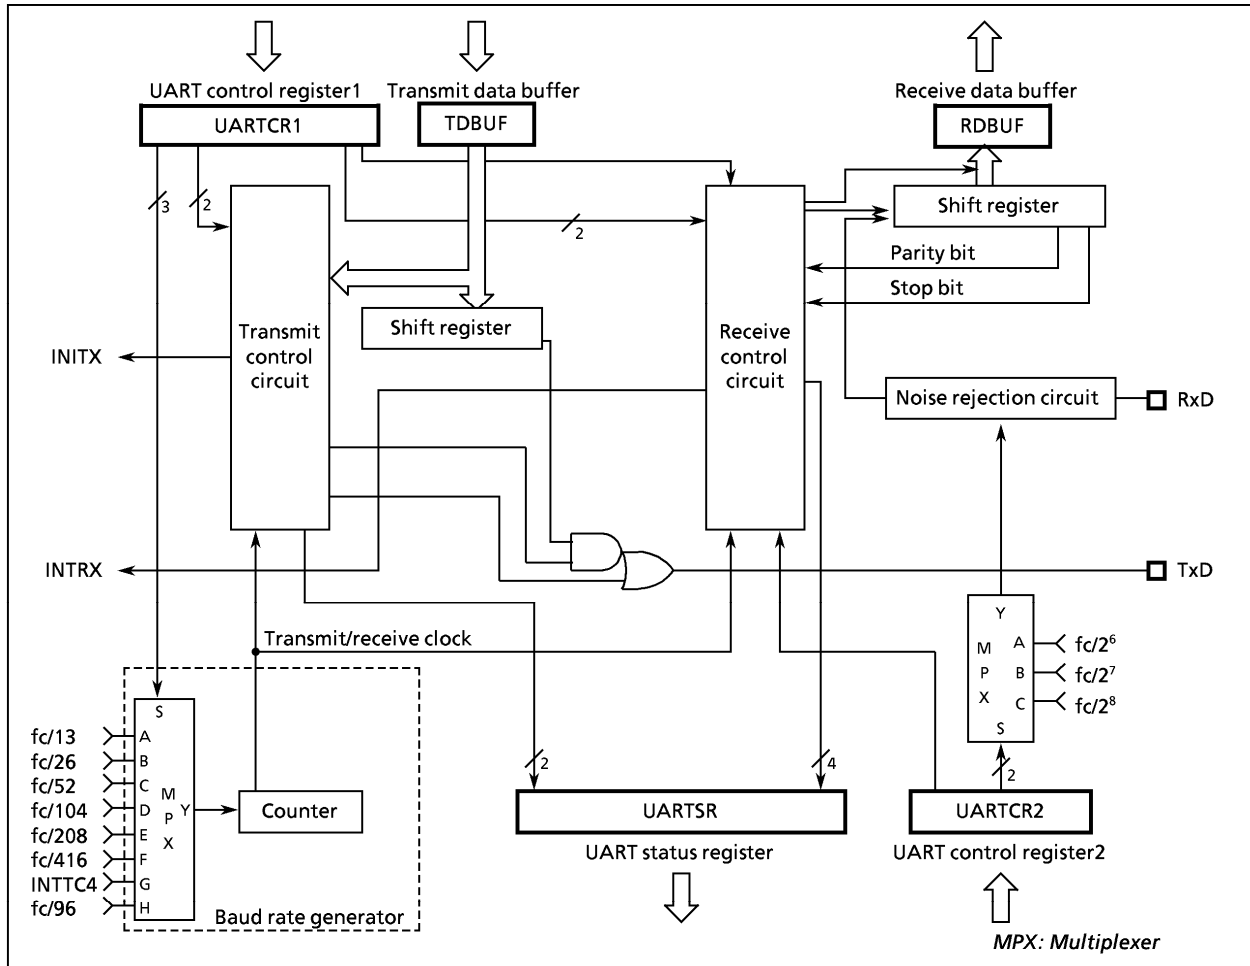 UART control register1
Transmit data buffer
Receive data buffer
UARTCR1
TDBUF
RDBUF
3
2
2
Shift register
Parity bit
Stop bit
Shift register
Transmit
control
circuit
Receive
control
circuit
INITX
Noise rejection circuit
RxD
INTRX
TxD
Transmit/receive clock
Y
M
P
X
A
B
C
S
fc/2⁶
fc/2⁷
fc/2⁸
S
fc/13
fc/26
fc/52
fc/104
fc/208
fc/416
INTTC4
fc/96
A
B
C
D
E
F
G
H
M
P
X
Y
Counter
Baud rate generator
2
4
2
UARTSR
UARTCR2
UART status register
UART control register2
MPX: Multiplexer